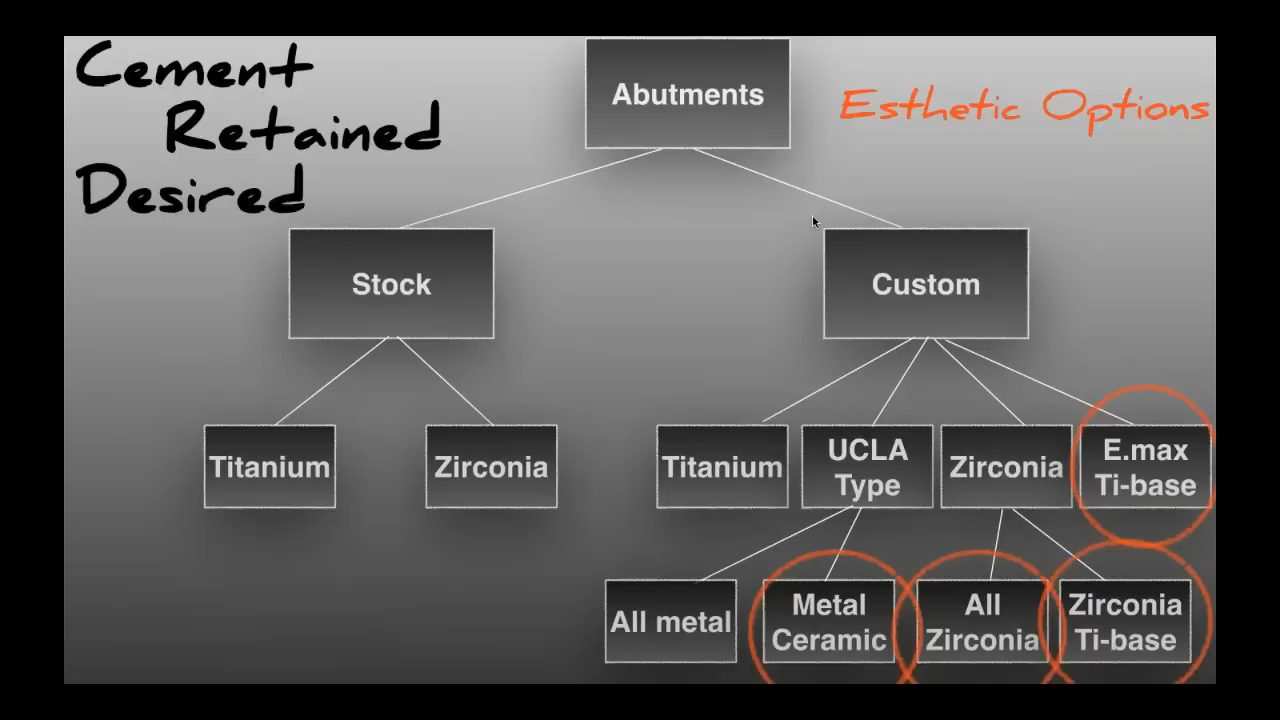 Cement
Retained
Desired
Abutments
Esthetic Options
Stock
Custom
Titanium
Zirconia
Titanium
UCLA
Type
Zirconia
E.max
Ti-base
All metal
Metal
Ceramic
All
Zirconia
Zirconia
Ti-base